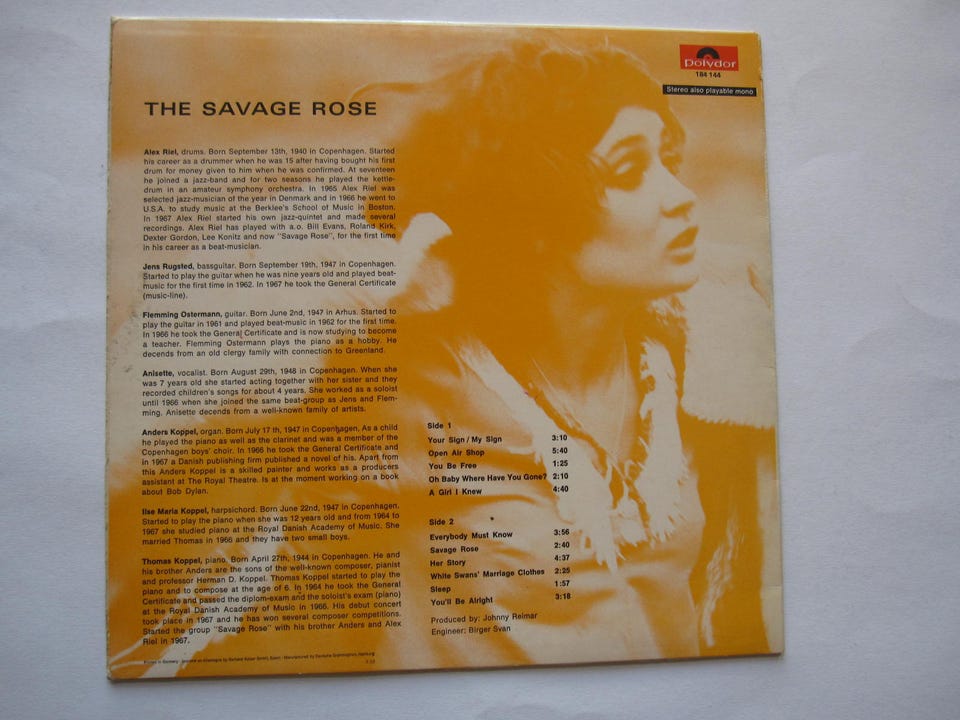 polydor
184 144
Stereo also playable mono
THE SAVAGE ROSE
Alex Riel, drums. Born September 13th, 1940 in Copenhagen. Started
his career as a drummer when he was 15 after having bought his first
drum for money given to him when he was confirmed. At seventeen
he joined a jazz-band and for two seasons he played the kettle-
drum in an amateur symphony orchestra. In 1965 Alex Riel was
selected jazz-musician of the year in Denmark and in 1966 he went to
U.S.A. to study music at the Berklee's School of Music in Boston.
In 1967 Alex Riel started his own jazz-quintet and made several
recordings. Alex Riel has played with a.o. Bill Evans, Roland Kirk,
Dexter Gordon, Lee Konitz and now "Savage Rose", for the first time
in his career as a beat-musician.
Jens Rugsted, bassguitar. Born September 19th, 1947 in Copenhagen.
Started to play the guitar when he was nine years old and played beat-
music for the first time in 1962. In 1967 he took the General Certificate
(music-line).
Flemming Ostermann, guitar. Born June 2nd, 1947 in Arhus. Started to
play the guitar in 1961 and played beat-music in 1962 for the first time.
In 1966 he took the General Certificate and is now studying to become
a teacher. Flemming Ostermann plays the piano as a hobby. He
decends from an old clergy family with connection to Greenland.
Anisette, vocalist. Born August 29th, 1948 in Copenhagen. When she
was 7 years old she started acting together with her sister and they
recorded children's songs for about 4 years. She worked as a soloist
until 1966 when she joined the same beat-group as Jens and Flem-
ming. Anisette decends from a well-known family of artists.
Anders Koppel, organ. Born July 17 th, 1947 in Copenhagen. As a child
he played the piano as well as the clarinet and was a member of the
Copenhagen boys' choir. In 1966 he took the General Certificate and
in 1967 a Danish publishing firm published a novel of his. Apart from
this Anders Koppel is a skilled painter and works as a producers
assistant at The Royal Theatre. Is at the moment working on a book
about Bob Dylan.
Ilse Maria Koppel, harpsichord. Born June 22nd, 1947 in Copenhagen.
Started to play the piano when she was 12 years old and from 1964 to
1967 she studied piano at the Royal Danish Academy of Music. She
married Thomas in 1966 and they have two small boys.
Thomas Koppel, piano. Born April 27th, 1944 in Copenhagen. He and
his brother Anders are the sons of the well-known composer, pianist
and professor Herman D. Koppel. Thomas Koppel started to play the
piano and to compose at the age of 6. In 1964 he took the General
Certificate and passed the diplom-exam and the soloist's exam (piano)
at the Royal Danish Academy of Music in 1966. His debut concert
took place in 1967 and he has won several composer competitions.
Started the group "Savage Rose" with his brother Anders and Alex
Riel in 1967.
Side 1
Your Sign / My Sign 3:10
Open Air Shop 5:40
You Be Free 1:25
Oh Baby Where Have You Gone? 2:10
A Girl I Knew 4:40
Side 2
Everybody Must Know 3:56
Savage Rose 2:40
Her Story 4:37
White Swans' Marriage Clothes 2:25
Sleep 1:57
You'll Be Alright 3:18
Produced by: Johnny Reimar
Engineer: Birger Svan
Printed in Germany
Manufactured by Deutsche Grammophon, Hamburg